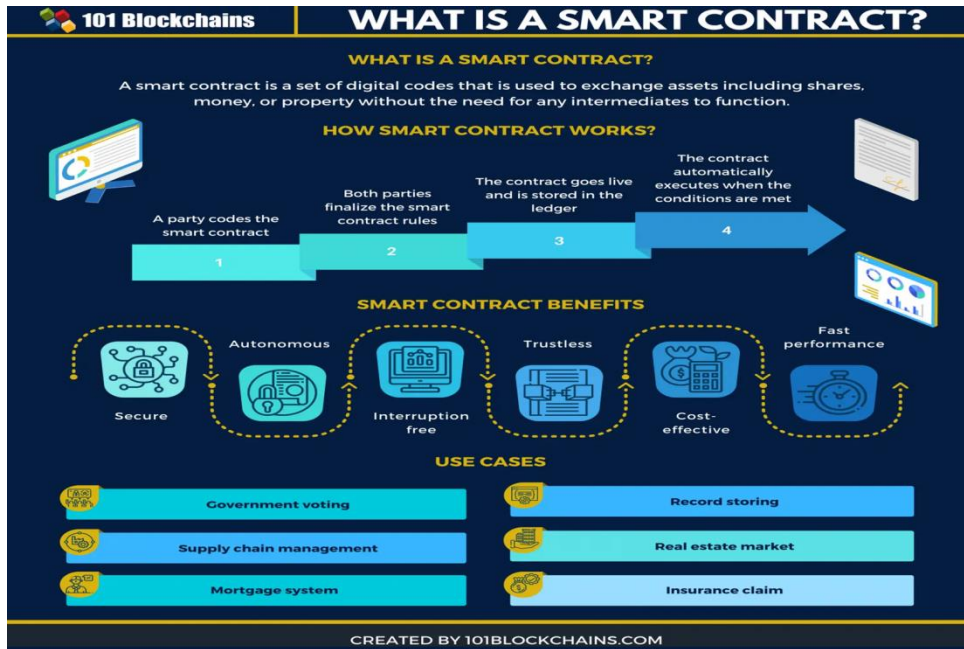 101 Blockchains
WHAT IS A SMART CONTRACT?
WHAT IS A SMART CONTRACT?
A smart contract is a set of digital codes that is used to exchange assets including shares,
money, or property without the need for any intermediates to function.
HOW SMART CONTRACT WORKS?
A party codes the
smart contract
1
Both parties
finalize the smart
contract rules
2
The contract goes live
and is stored in the
ledger
3
The contract
automatically
executes when the
conditions are met
4
SMART CONTRACT BENEFITS
Secure
Autonomous
Interruption
free
Trustless
Cost-
effective
Fast
performance
USE CASES
Government voting
Record storing
Supply chain management
Real estate market
Mortgage system
Insurance claim
CREATED BY 101BLOCKCHAINS.COM